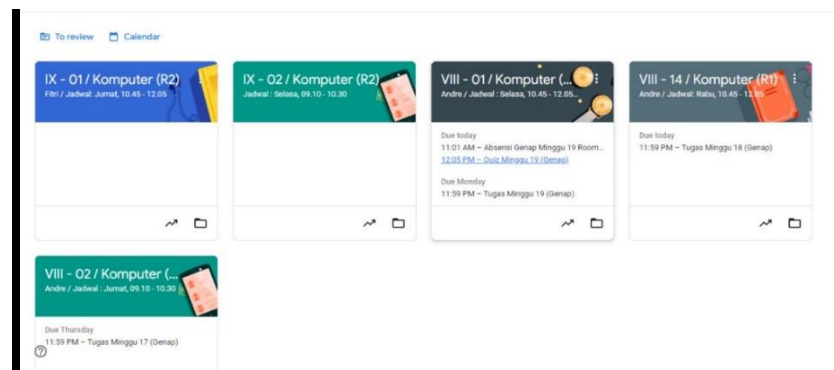 To review Calendar
IX - 01 / Komputer (R2)
Fitri / Jadwal: Jumat, 10.45 - 12.05
IX - 02 / Komputer (R2)
Jadwal : Selasa, 09.10 - 10.30
VIII - 01 / Komputer (...
Andre / Jadwal : Selasa, 10.45 - 12.05...
Due today
11:01 AM – Absensi Genap Minggu 19 Room...
12:05 PM – Quiz Minggu 19 (Genap)
Due Monday
11:59 PM – Tugas Minggu 19 (Genap)
VIII - 14 / Komputer (R1)
Andre / Jadwal: Rabu, 10.45 - 12.05
Due today
11:59 PM – Tugas Minggu 18 (Genap)
VIII - 02 / Komputer (...
Andre / Jadwal : Jumat, 09.10 - 10.30
Due Thursday
11:59 PM – Tugas Minggu 17 (Genap)